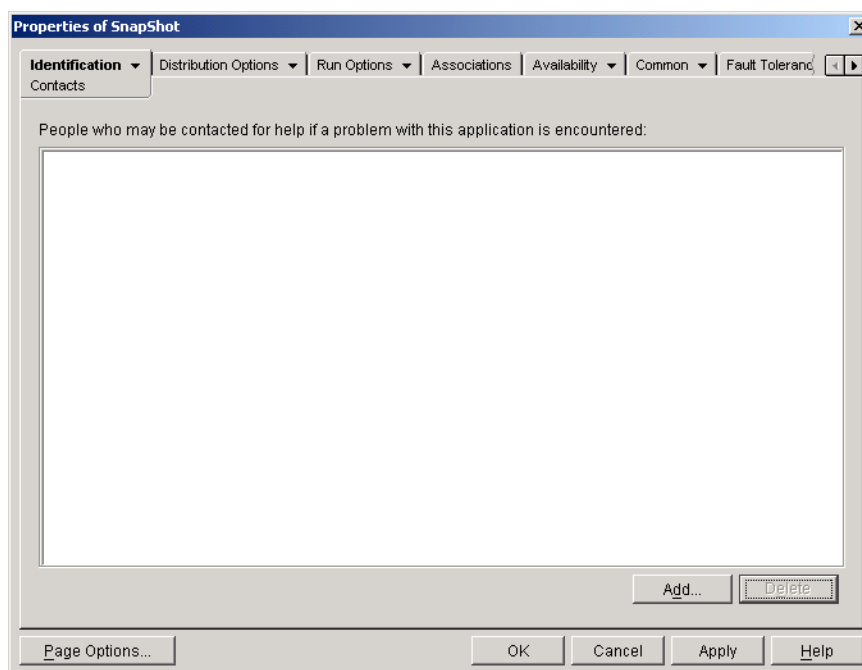 Properties of SnapShot
Identification Distribution Options Run Options Associations Availability Common Fault Toleranc
Contacts
People who may be contacted for help if a problem with this application is encountered:
Add... Delete
Page Options... OK Cancel Apply Help